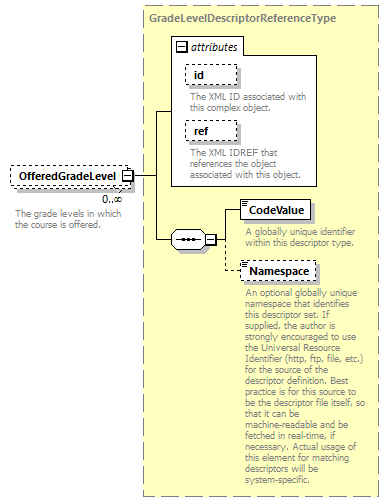 GradeLevelDescriptorReferenceType
attributes
id
The XML ID associated with
this complex object.
ref
The XML IDREF that
references the object
associated with this object.
OfferedGradeLevel
0..∞
The grade levels in which
the course is offered.
CodeValue
A globally unique identifier
within this descriptor type.
Namespace
An optional globally unique
namespace that identifies
this descriptor set. If
supplied, the author is
strongly encouraged to use
the Universal Resource
Identifier (http, ftp, file, etc.)
for the source of the
descriptor definition. Best
practice is for this source to
be the descriptor file itself, so
that it can be
machine-readable and be
fetched in real-time, if
necessary. Actual usage of
this element for matching
descriptors will be
system-specific.